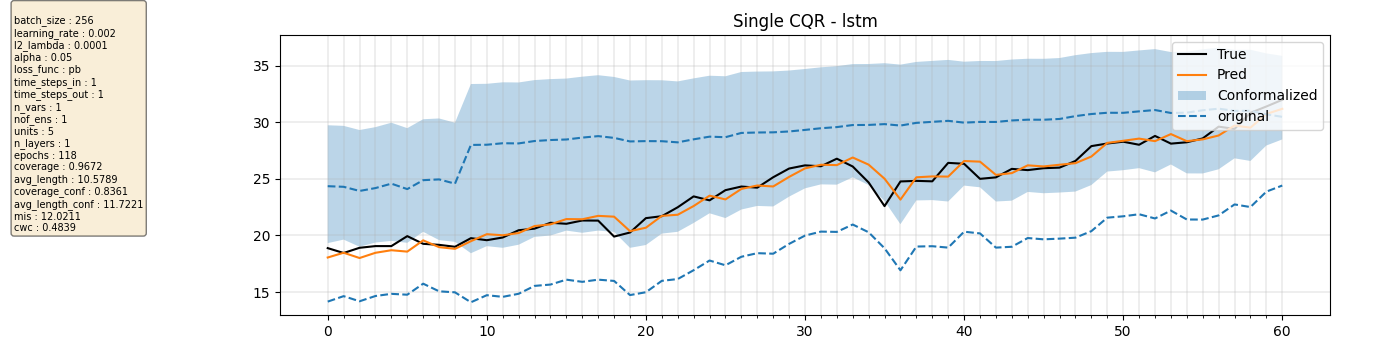 batch_size : 256
learning_rate : 0.002
l2_lambda : 0.0001
alpha : 0.05
loss_func : pb
time_steps_in : 1
time_steps_out : 1
n_vars : 1
nof_ens : 1
units : 5
n_layers : 1
epochs : 118
coverage : 0.9672
avg_length : 10.5789
coverage_conf : 0.8361
avg_length_conf : 11.7221
mis : 12.0211
cwc : 0.4839
Single CQR - lstm
True
Pred
Conformalized
original
35
30
25
20
15
0 10 20 30 40 50 60